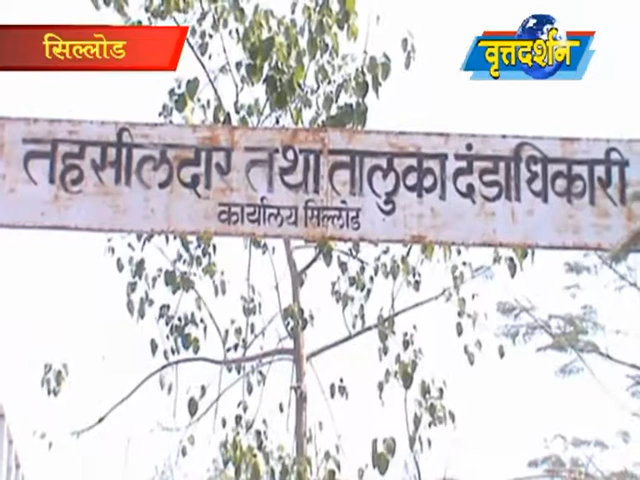 सिल्लोड
वृत्तदर्शन
तहसीलदार तथा तालुका दंडाधिकारी
कार्यालय सिल्लोड